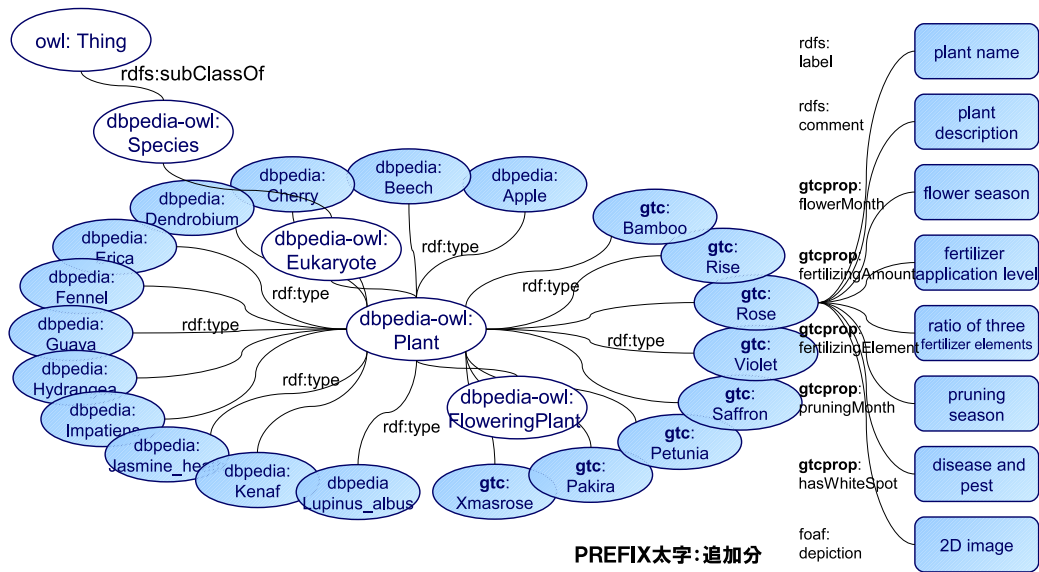 owl: Thing
rdfs:subClassOf
dbpedia-owl:
Species
dbpedia:
Cherry
dbpedia:
Beech
dbpedia:
Apple
dbpedia:
Dendrobium
dbpedia-owl:
Eukaryote
dbpedia:
Erica
dbpedia:
Fennel
dbpedia:
Guava
dbpedia:
Hydrangea
dbpedia:
Impatiens
dbpedia:
dbpedia:
Kenaf
dbpedia
Lupinus_albus
rdf:type
rdf:type
rdf:type
rdf:type
rdf:type
rdf:type
dbpedia-owl:
Plant
dbpedia-owl:
FloweringPlant
gtc:
Bamboo
gtc:
Rise
gtc:
Rose
gtc:
Violet
gtc:
Saffron
gtc:
Petunia
gtc:
Pakira
gtc:
Xmasrose
rdfs:
label
plant name
rdfs:
comment
plant
description
gtcprop:
flowerMonth
flower season
gtcprop:
fertilizingAmount
fertilizer
application level
gtcprop:
fertilizingElement
ratio of three
fertilizer elements
gtcprop:
pruningMonth
pruning
season
gtcprop:
hasWhiteSpot
disease and
pest
foaf:
depiction
2D image
PREFIX太字：追加分